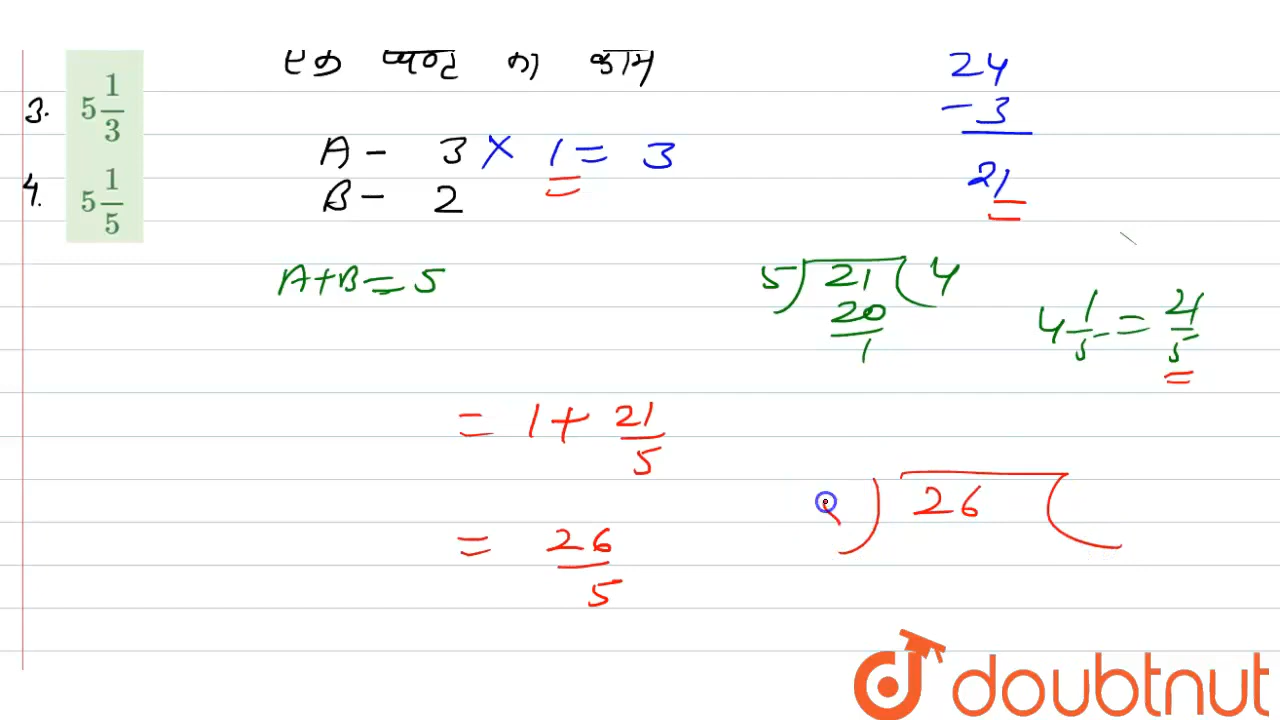 एक घण्टे का काम
3. 5 1/3
4. 5 1/5
A - 3 × 1 = 3
B - 2
A+B = 5
24
- 3
21
5) 21 ( 4
20
1
4 1/5 = 21/5
= 1 + 21/5
= 26/5
) 26 (
doubtnut